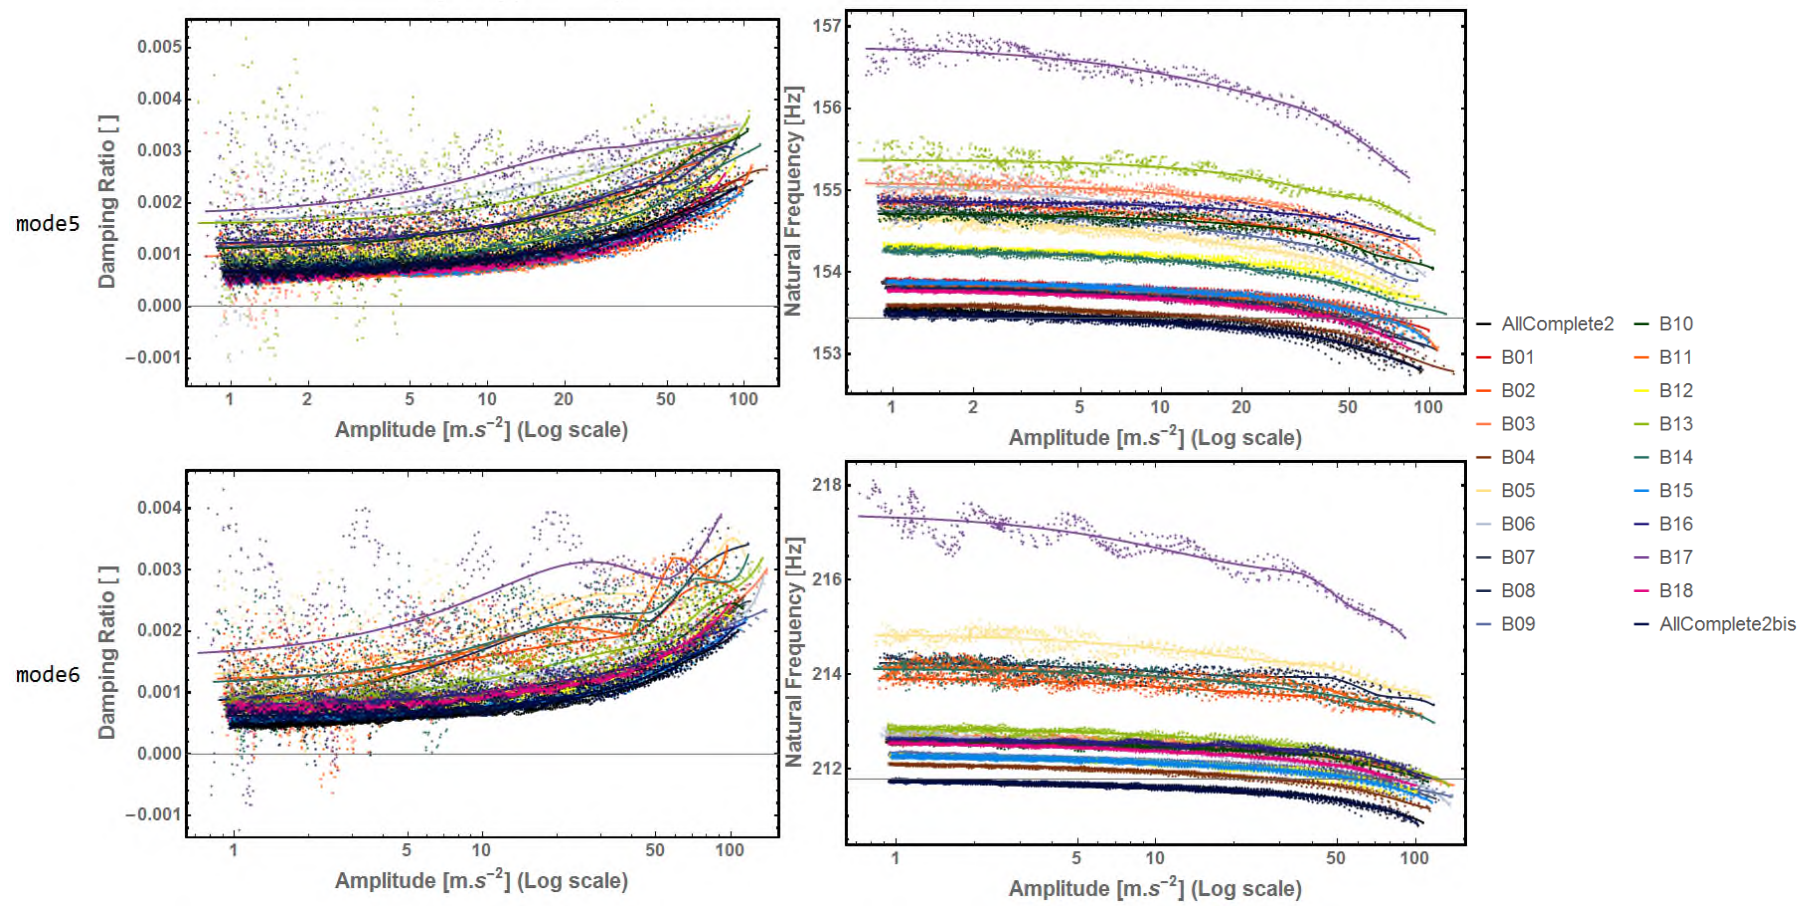 mode5
Damping Ratio [ ]
0.005
0.004
0.003
0.002
0.001
0.000
−0.001
1 2 5 10 20 50 100
Amplitude [m.s⁻²] (Log scale)
Natural Frequency [Hz]
157
156
155
154
153
1 2 5 10 20 50 100
Amplitude [m.s⁻²] (Log scale)
mode6
Damping Ratio [ ]
0.004
0.003
0.002
0.001
0.000
−0.001
1 5 10 50 100
Amplitude [m.s⁻²] (Log scale)
Natural Frequency [Hz]
218
216
214
212
1 5 10 50 100
Amplitude [m.s⁻²] (Log scale)
AllComplete2
B01
B02
B03
B04
B05
B06
B07
B08
B09
B10
B11
B12
B13
B14
B15
B16
B17
B18
AllComplete2bis